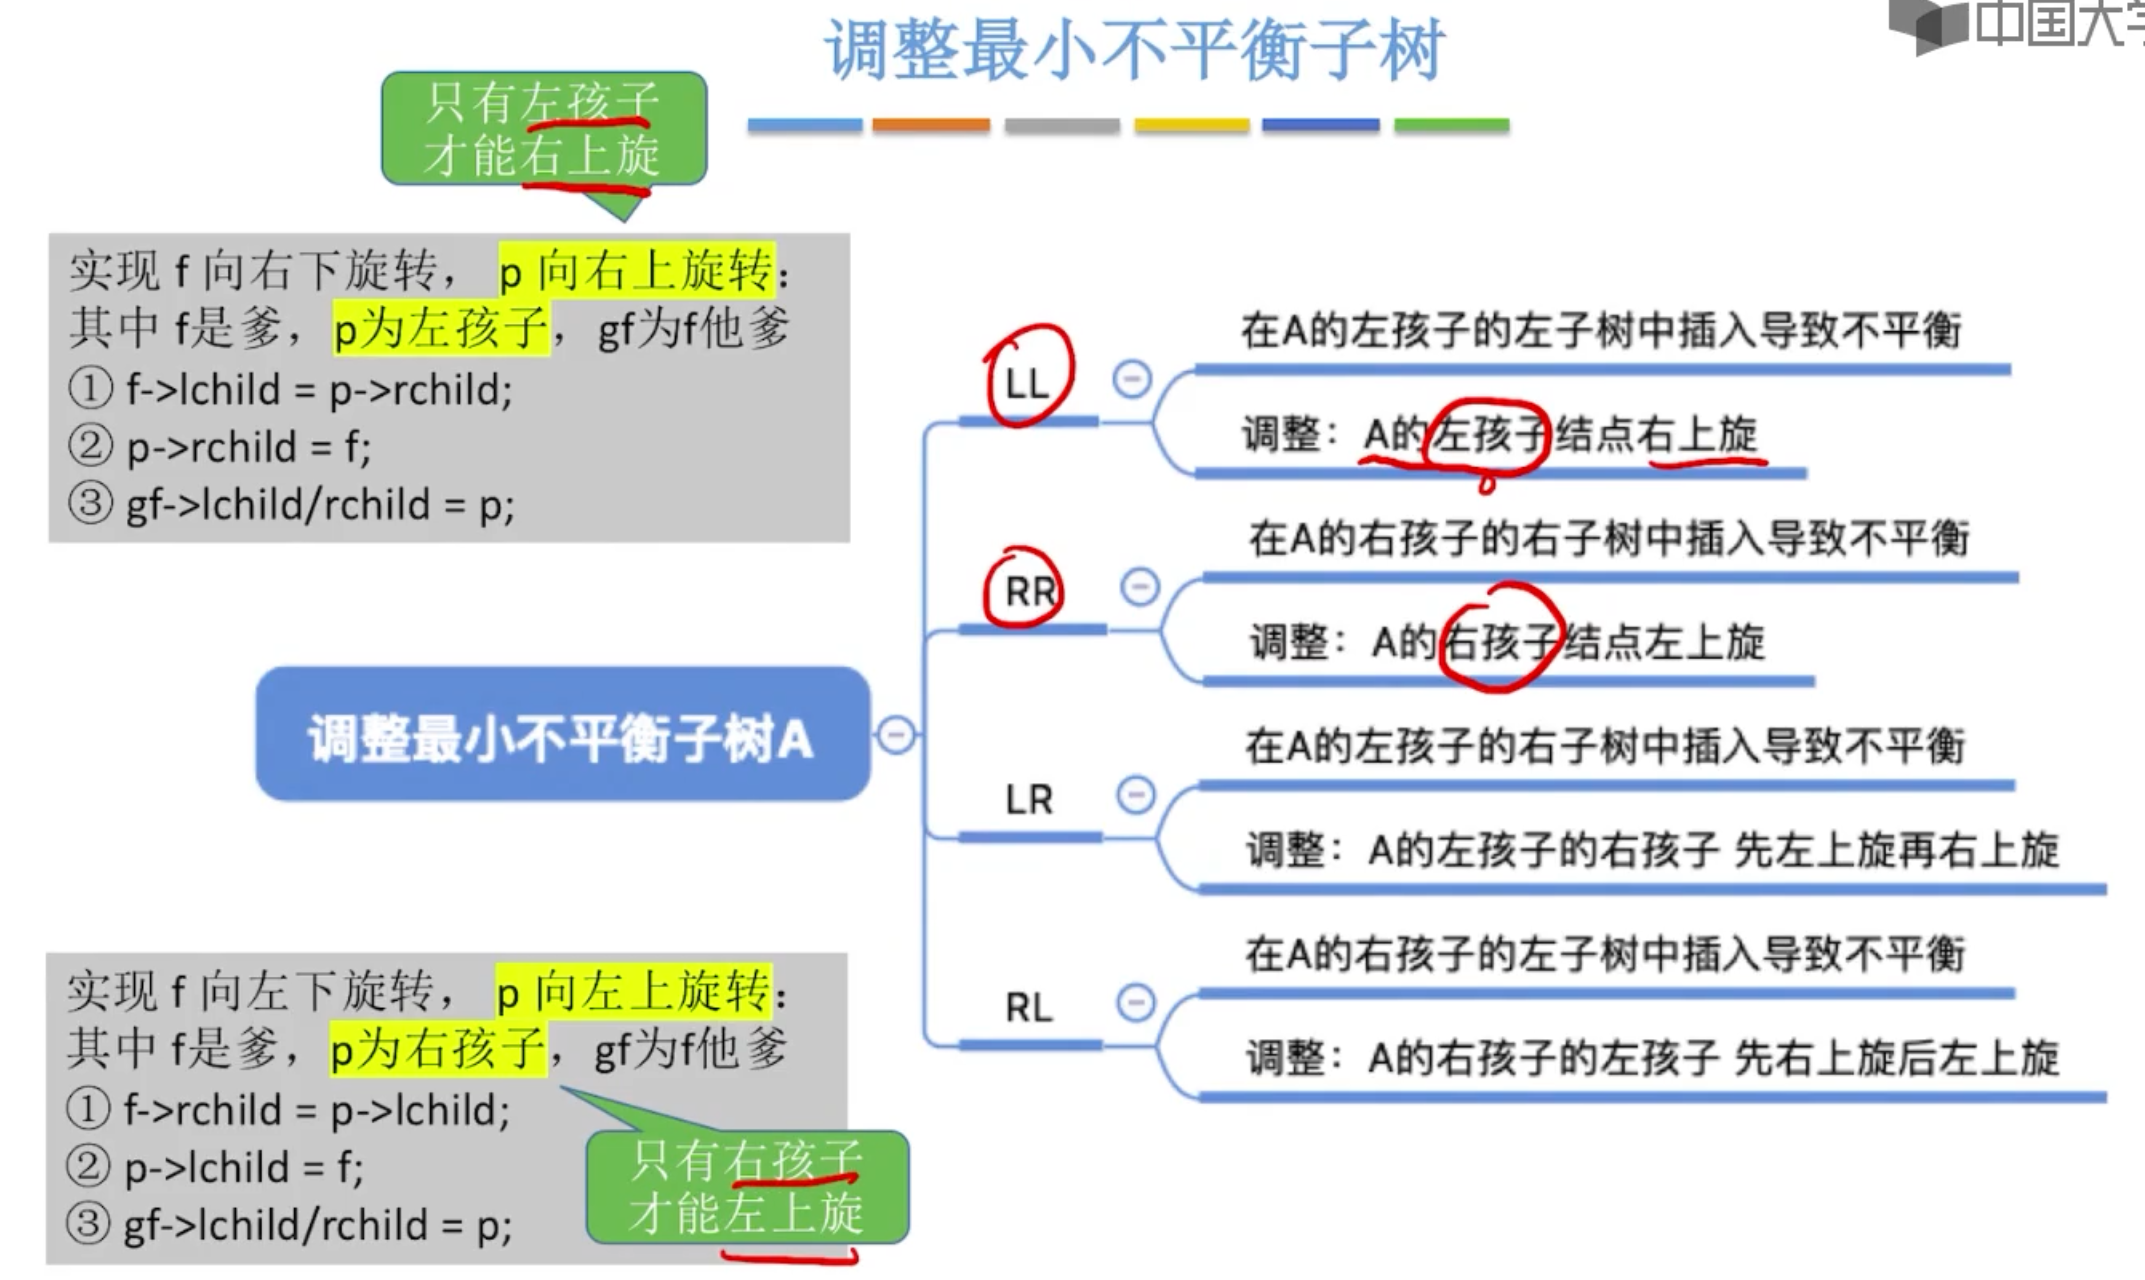 调整最小不平衡子树
中国大学
只有左孩子
才能右上旋
实现 f 向右下旋转， p 向右上旋转：
其中 f是爹，p为左孩子，gf为f他爹
① f->lchild = p->rchild;
② p->rchild = f;
③ gf->lchild/rchild = p;
调整最小不平衡子树A
LL
在A的左孩子的左子树中插入导致不平衡
调整：A的左孩子结点右上旋
RR
在A的右孩子的右子树中插入导致不平衡
调整：A的右孩子结点左上旋
LR
在A的左孩子的右子树中插入导致不平衡
调整：A的左孩子的右孩子 先左上旋再右上旋
RL
在A的右孩子的左子树中插入导致不平衡
调整：A的右孩子的左孩子 先右上旋后左上旋
实现 f 向左下旋转， p 向左上旋转：
其中 f是爹，p为右孩子，gf为f他爹
① f->rchild = p->lchild;
② p->lchild = f;
③ gf->lchild/rchild = p;
只有右孩子
才能左上旋